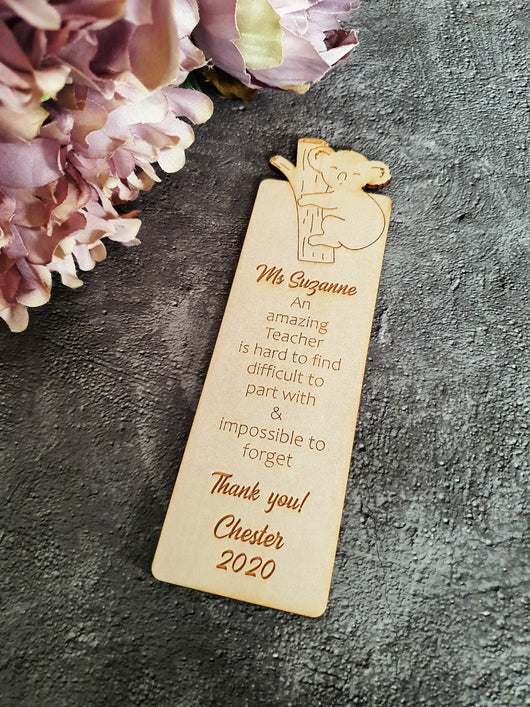 Ms Suzanne
An
amazing
Teacher
is hard to find
difficult to
part with
&
impossible to
forget
Thank you!
Chester
2020